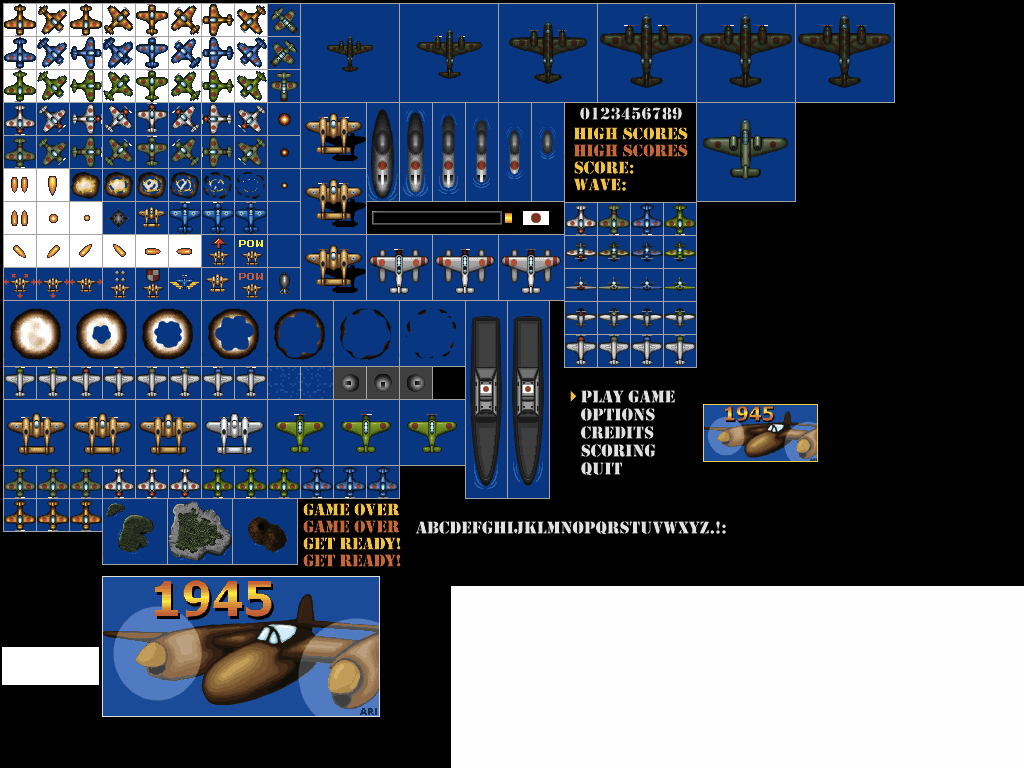 0123456789
HIGH SCORES
HIGH SCORES
SCORE:
WAVE:
POW
POW
PLAY GAME
OPTIONS
CREDITS
SCORING
QUIT
1945
GAME OVER
GAME OVER
GET READY!
GET READY!
ABCDEFGHIJKLMNOPQRSTUVWXYZ.!:
1945
ARI